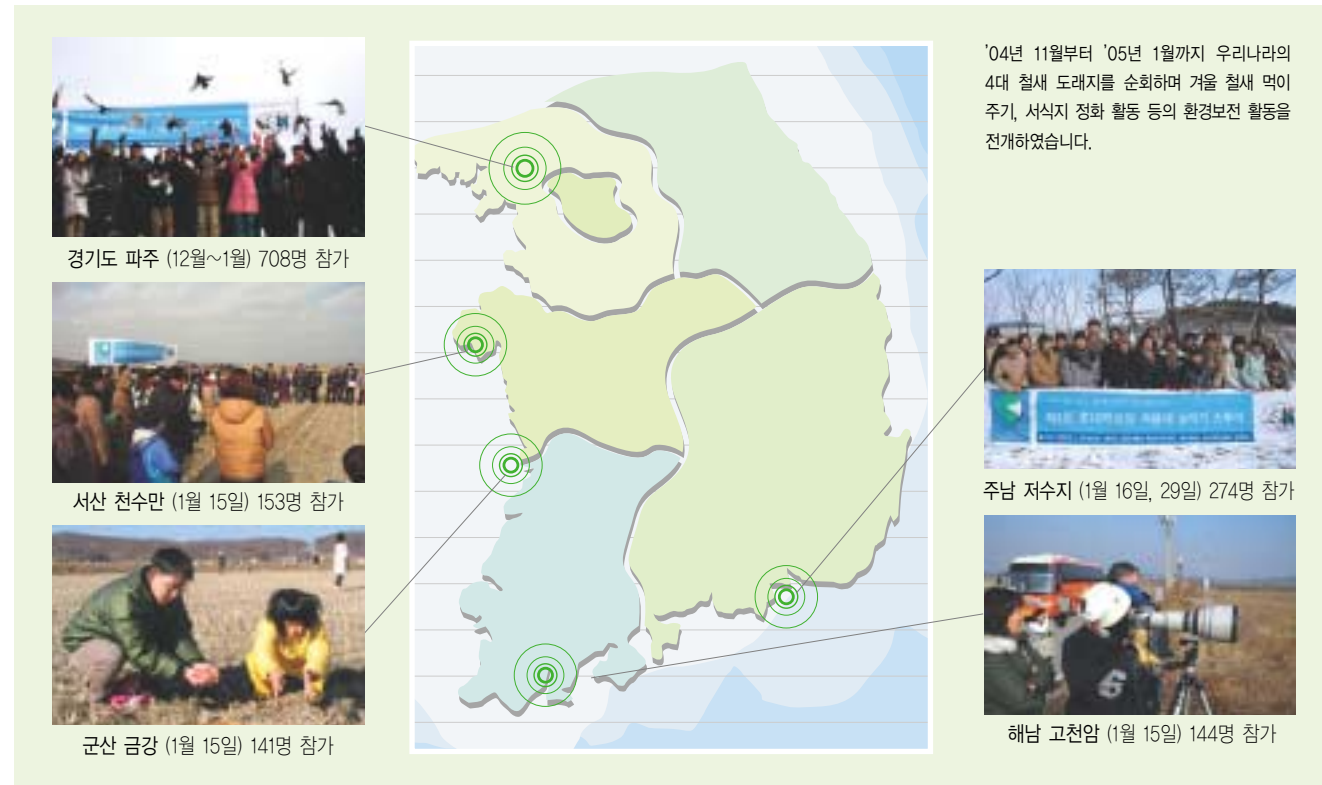 '04년 11월부터 '05년 1월까지 우리나라의
4대 철새 도래지를 순회하며 겨울 철새 먹이
주기, 서식지 정화 활동 등의 환경보전 활동을
전개하였습니다.
경기도 파주 (12월~1월) 708명 참가
서산 천수만 (1월 15일) 153명 참가
군산 금강 (1월 15일) 141명 참가
주남 저수지 (1월 16일, 29일) 274명 참가
해남 고천암 (1월 15일) 144명 참가